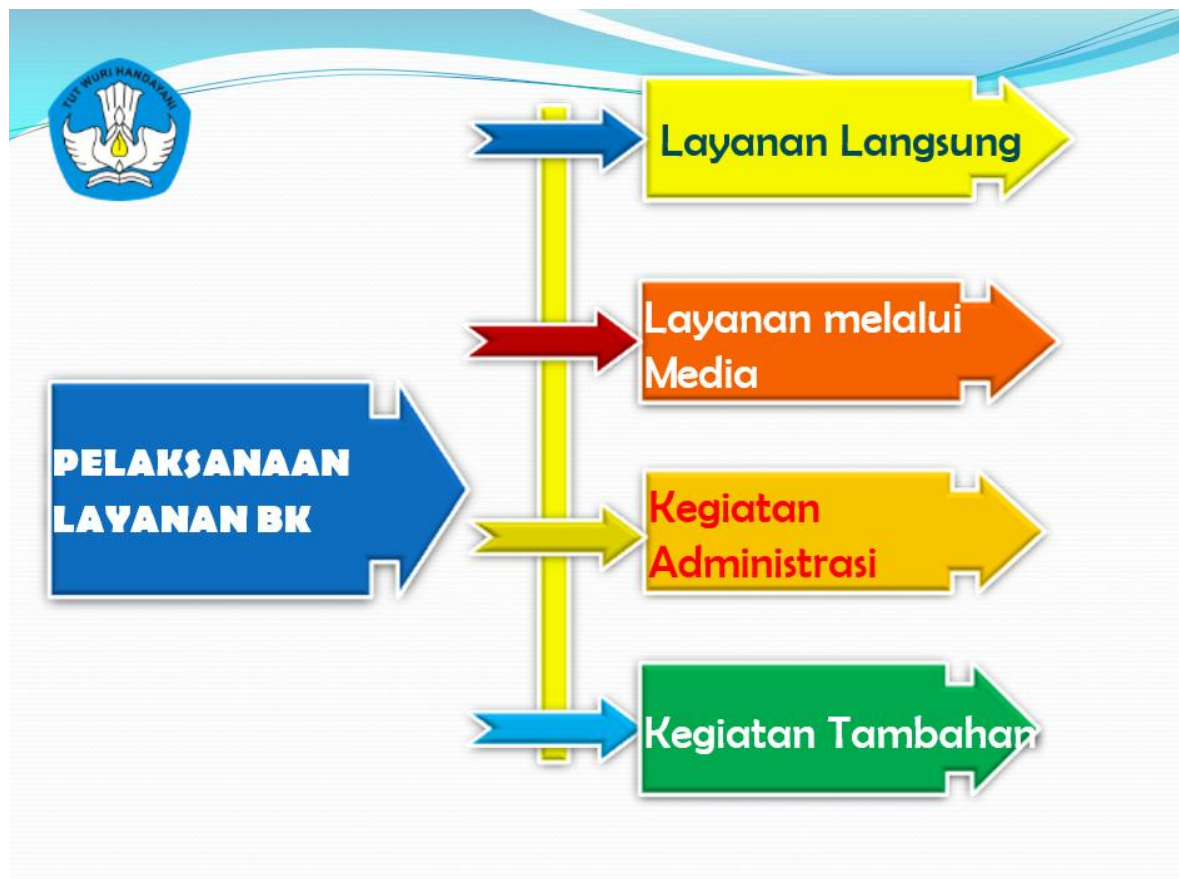 TUT WURI HANDAYANI
Layanan Langsung
Layanan melalui
Media
PELAKSANAAN
LAYANAN BK
Kegiatan
Administrasi
Kegiatan Tambahan